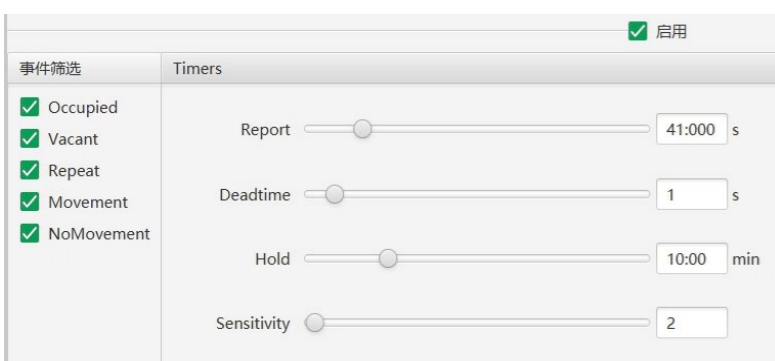 启用
事件筛选
Timers
Occupied
Vacant
Repeat
Movement
NoMovement
Report 41:000 s
Deadtime 1 s
Hold 10:00 min
Sensitivity 2